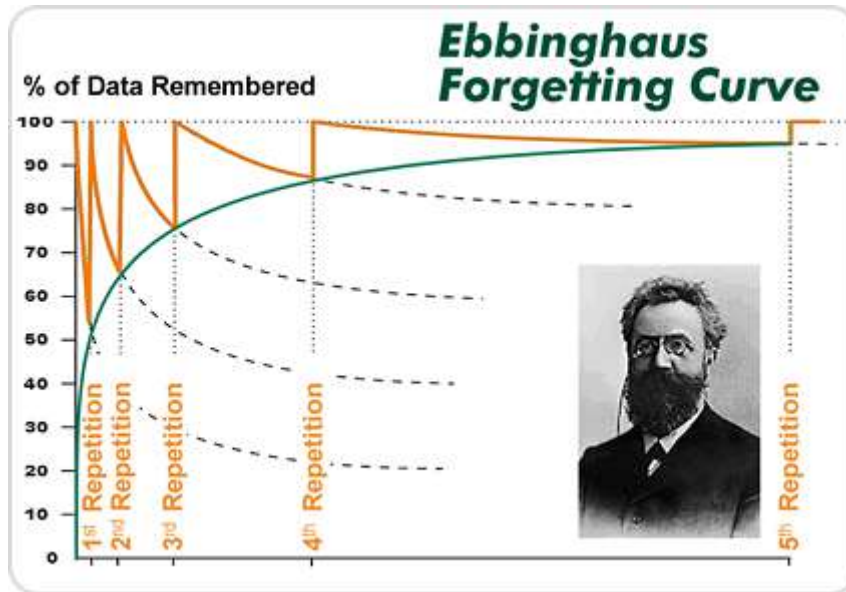 Ebbinghaus
Forgetting Curve
% of Data Remembered
100
90
80
70
60
50
40
30
20
10
0
1st Repetition
2nd Repetition
3rd Repetition
4th Repetition
5th Repetition